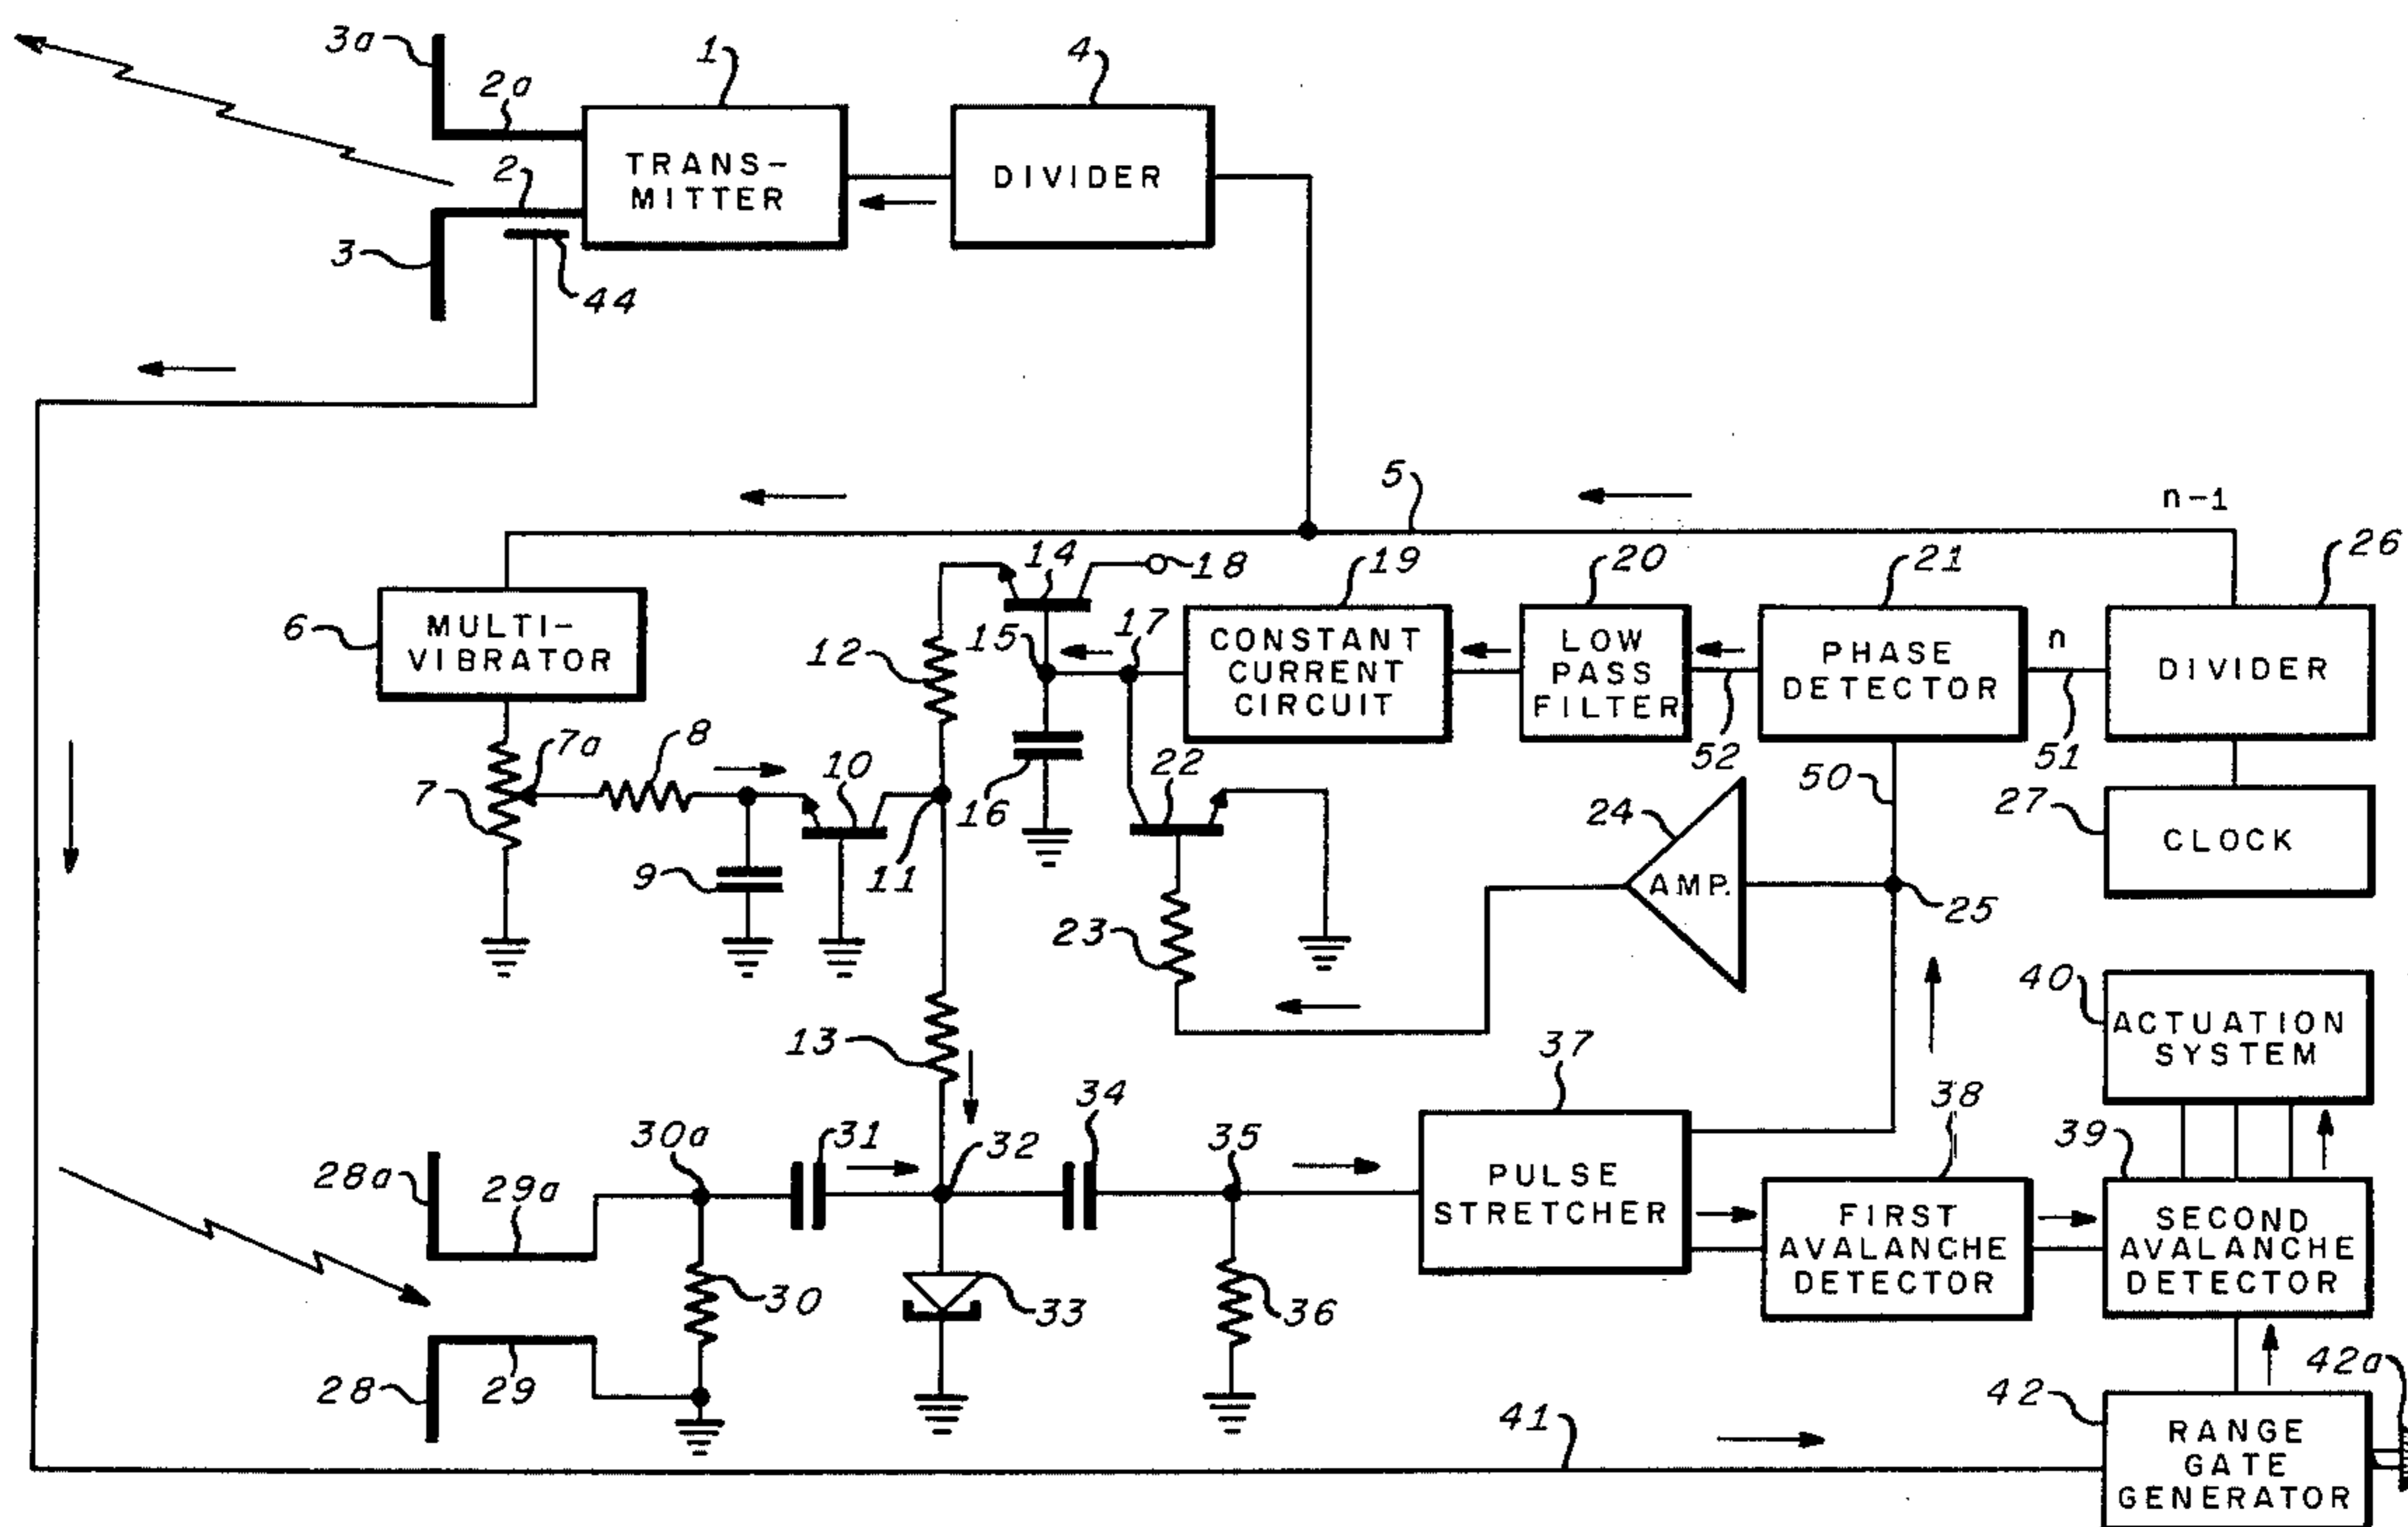 3a
2a
1
4
TRANS-
MITTER
DIVIDER
2
3
44
5
n-1
26
14
18
19
20
21
6
MULTI-
VIBRATOR
12
15
17
CONSTANT
CURRENT
CIRCUIT
LOW
PASS
FILTER
PHASE
DETECTOR
n
DIVIDER
52
51
7a
8
10
7
16
22
50
27
CLOCK
24
AMP.
9
11
25
23
40
ACTUATION
SYSTEM
13
37
38
34
39
30a
31
32
35
28a
29a
PULSE
STRETCHER
FIRST
AVALANCHE
DETECTOR
SECOND
AVALANCHE
DETECTOR
30
33
36
28
29
42a
42
41
RANGE
GATE
GENERATOR